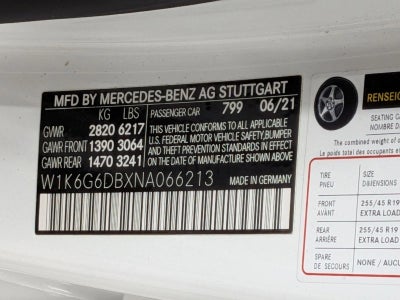 MFD BY MERCEDES-BENZ AG STUTTGART
KG LBS PASSENGER CAR 799 06/21
GVWR 2820 6217
GAWR FRONT 1390 3064
GAWR REAR 1470 3241
THIS VEHICLE CONFORMS TO ALL APPLICABLE
U.S. FEDERAL MOTOR VEHICLE SAFETY, BUMPER
AND THEFT PREVENTION STANDARDS IN EFFECT
ON THE DATE OF MANUFACTURE SHOWN ABOVE
W1K6G6DBXNA066213 MADE IN GERMANY
RENSEIGN
SEATING
NOMBRE D
The combined weight of
Le poids total des occupants
TIRE SIZE
PNEU DIMENSIONS
FRONT 255/45 R19
AVANT EXTRA LOAD
REAR 255/45 R19
ARRIÈRE EXTRA LOAD
SPARE NONE / AUCU
DE SECOURS